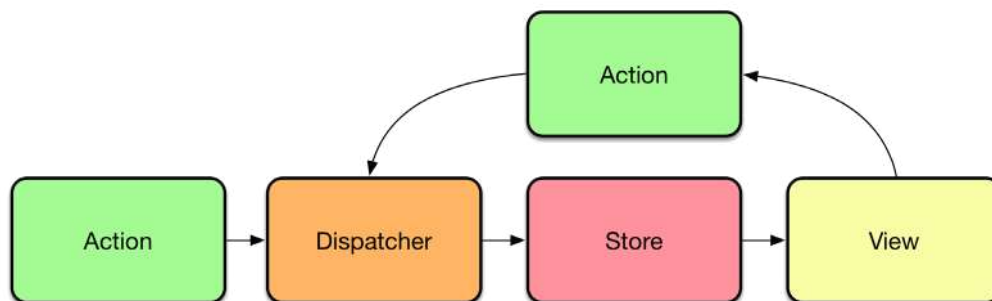 Action
Action
Dispatcher
Store
View